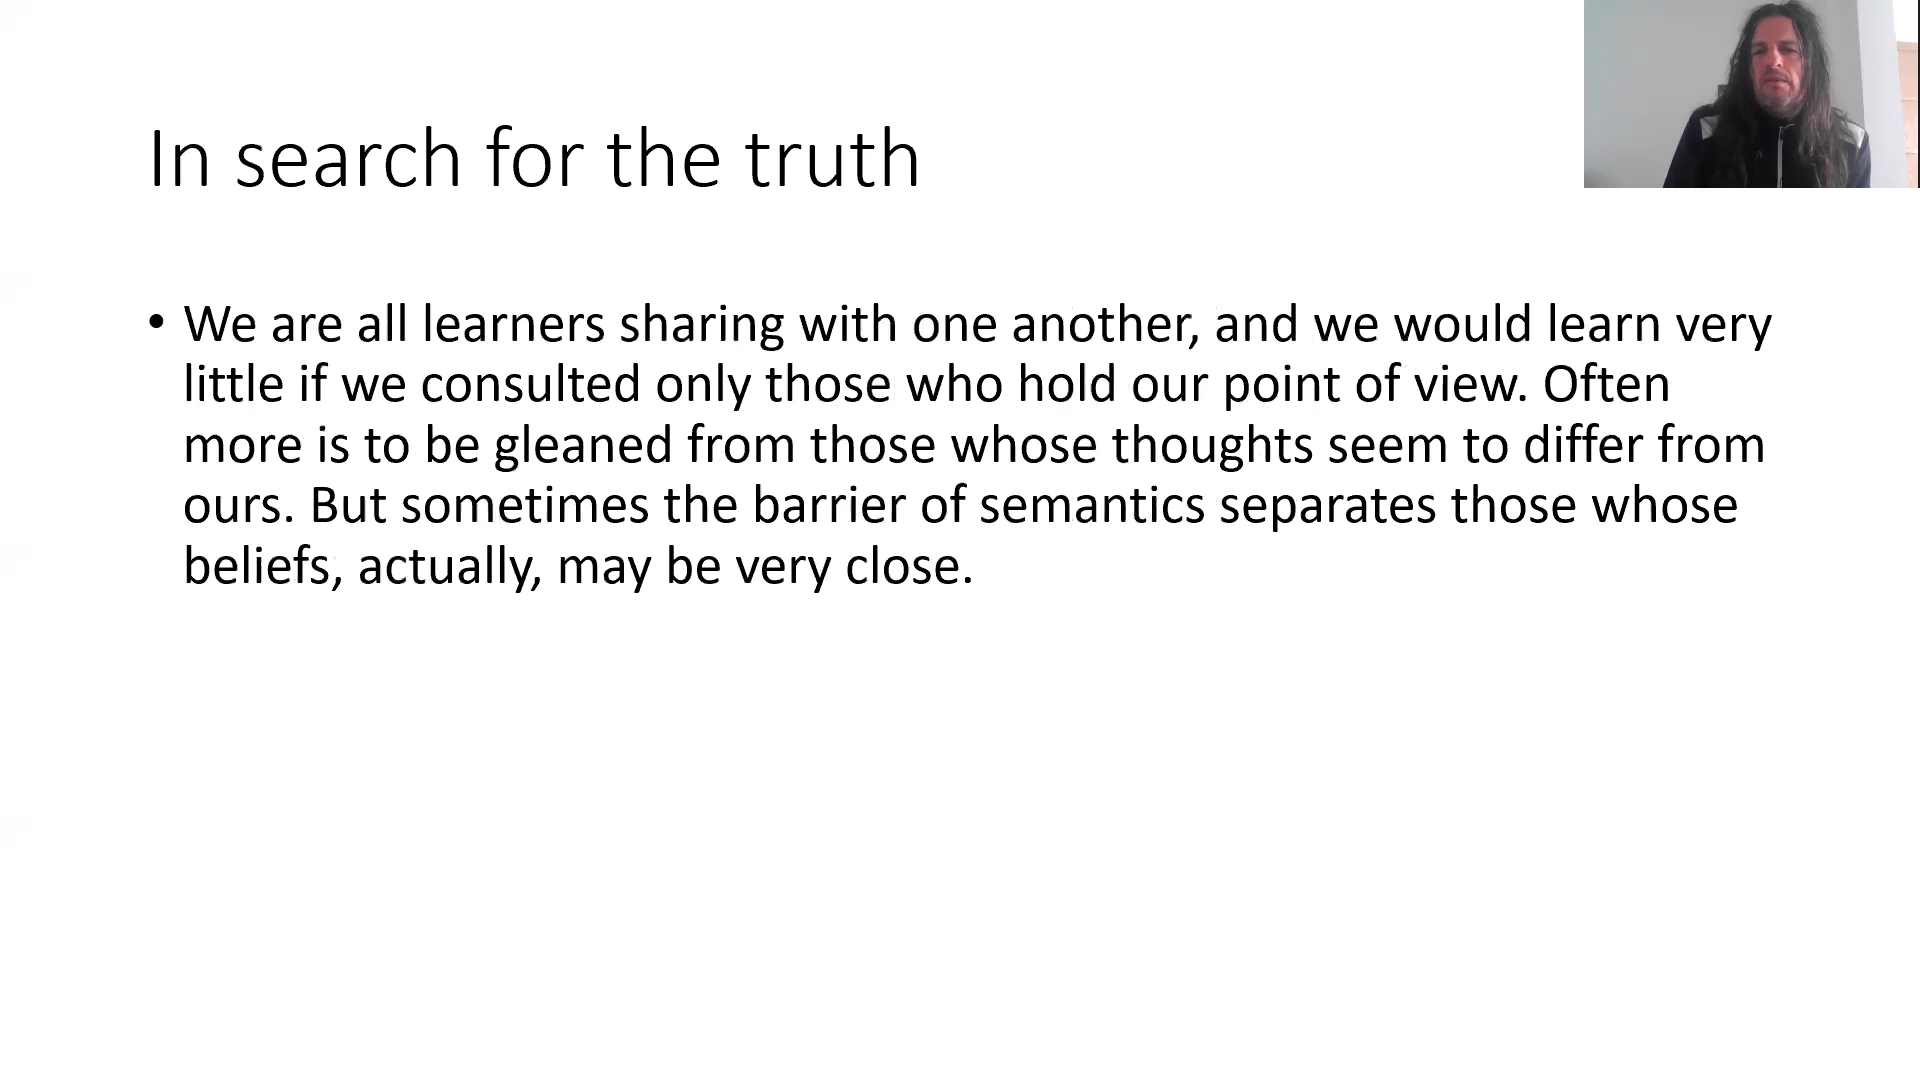 In search for the truth
• We are all learners sharing with one another, and we would learn very
little if we consulted only those who hold our point of view. Often
more is to be gleaned from those whose thoughts seem to differ from
ours. But sometimes the barrier of semantics separates those whose
beliefs, actually, may be very close.